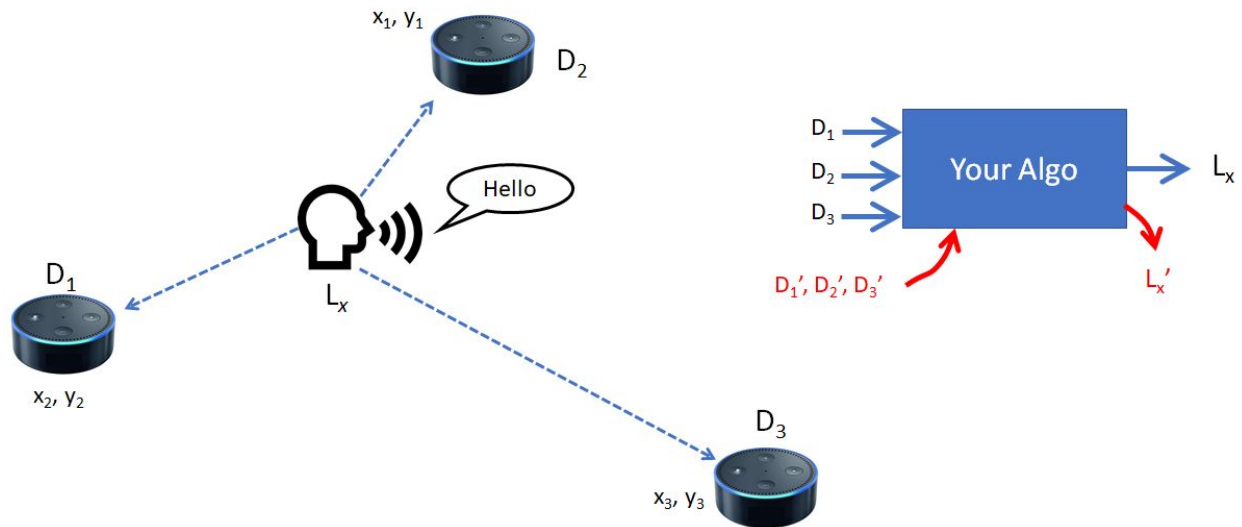 x₁, y₁
D₂
Hello
Lₓ
D₁
x₂, y₂
D₃
x₃, y₃
D₁
D₂
D₃
Your Algo
Lₓ
D₁’, D₂’, D₃’
Lₓ’